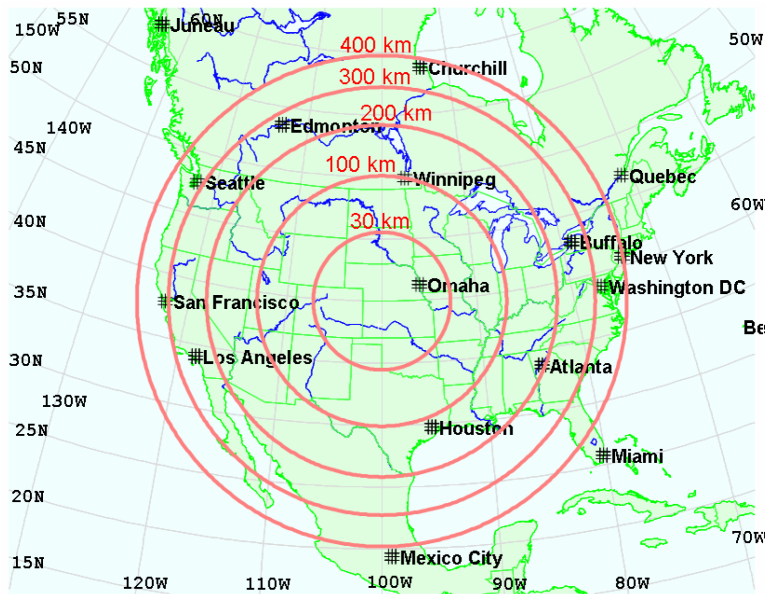 55N
60N
150W
Juneau
50W
400 km
50N
Churchill
300 km
200 km
140W
Edmonton
45N
100 km
Quebec
Seattle
Winnipeg
60W
40N
30 km
Buffalo
New York
35N
Omaha
Washington DC
San Francisco
Be
30N
Los Angeles
Atlanta
130W
25N
Houston
Miami
20N
70W
15N
Mexico City
120W
110W
100W
90W
80W